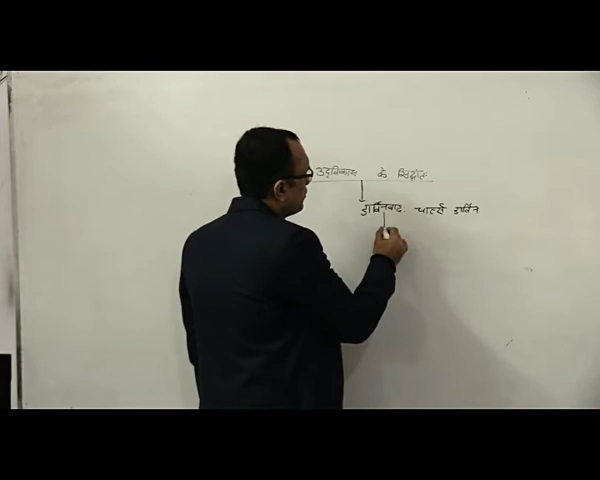 उद्विकास के सिद्धांत
डार्विनवाद: चार्ल्स डार्विन